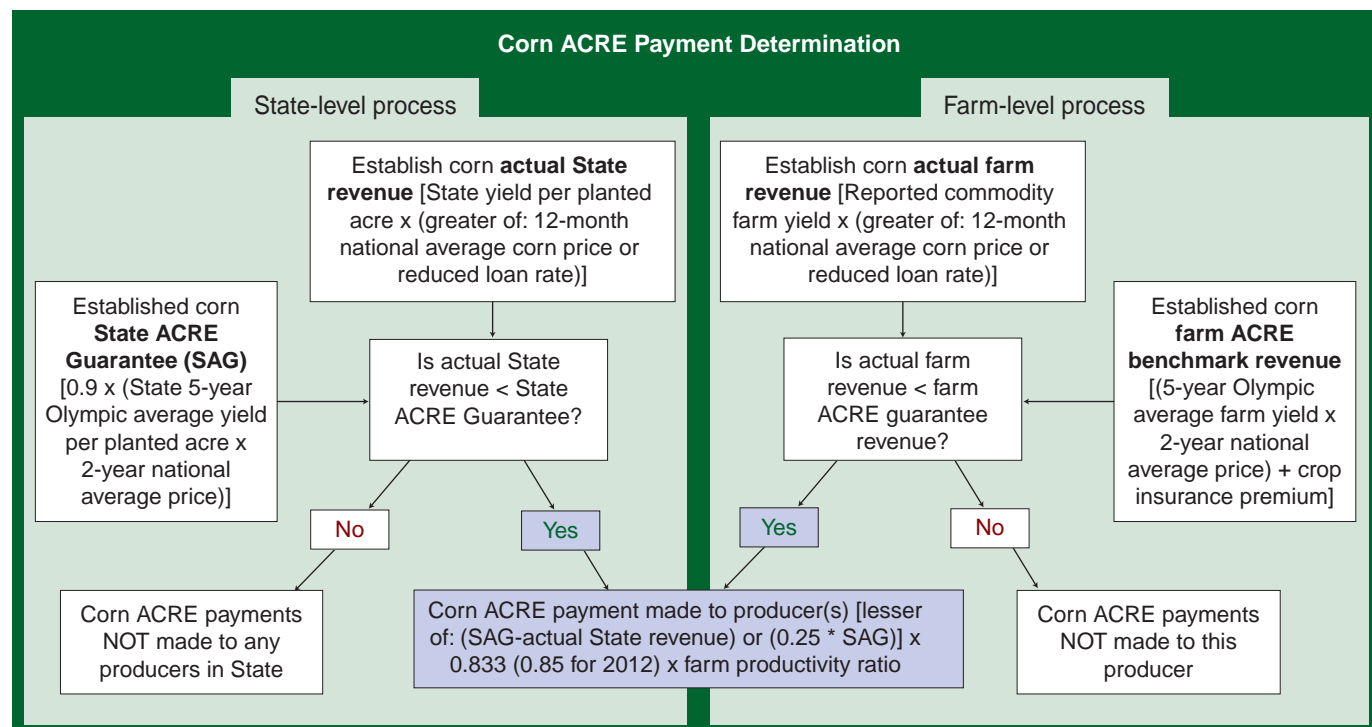 Corn ACRE Payment Determination
State-level process
Establish corn actual State
revenue [State yield per planted
acre x (greater of: 12-month
national average corn price or
reduced loan rate)]
Established corn
State ACRE
Guarantee (SAG)
[0.9 x (State 5-year
Olympic average yield
per planted acre x
2-year national
average price)]
Is actual State
revenue < State
ACRE Guarantee?
No
Yes
Corn ACRE payments
NOT made to any
producers in State
Farm-level process
Establish corn actual farm
revenue [Reported commodity
farm yield x (greater of: 12-month
national average corn price or
reduced loan rate)]
Is actual farm
revenue < farm
ACRE guarantee
revenue?
Established corn
farm ACRE
benchmark revenue
[(5-year Olympic
average farm yield x
2-year national
average price) + crop
insurance premium]
Yes
No
Corn ACRE payment made to producer(s) [lesser
of: (SAG-actual State revenue) or (0.25 * SAG)] x
0.833 (0.85 for 2012) x farm productivity ratio
Corn ACRE payments
NOT made to this
producer